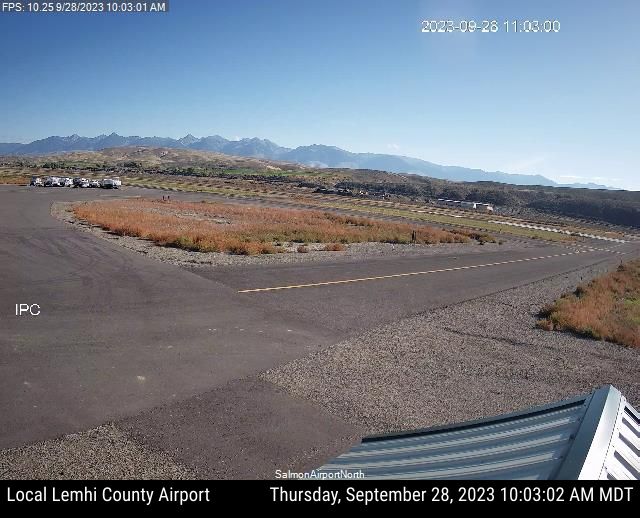 FPS: 10.25 9/28/2023 10:03:01 AM
2023-09-28 11:03:00
IPC
SalmonAirportNorth
Local Lemhi County Airport Thursday, September 28, 2023 10:03:02 AM MDT